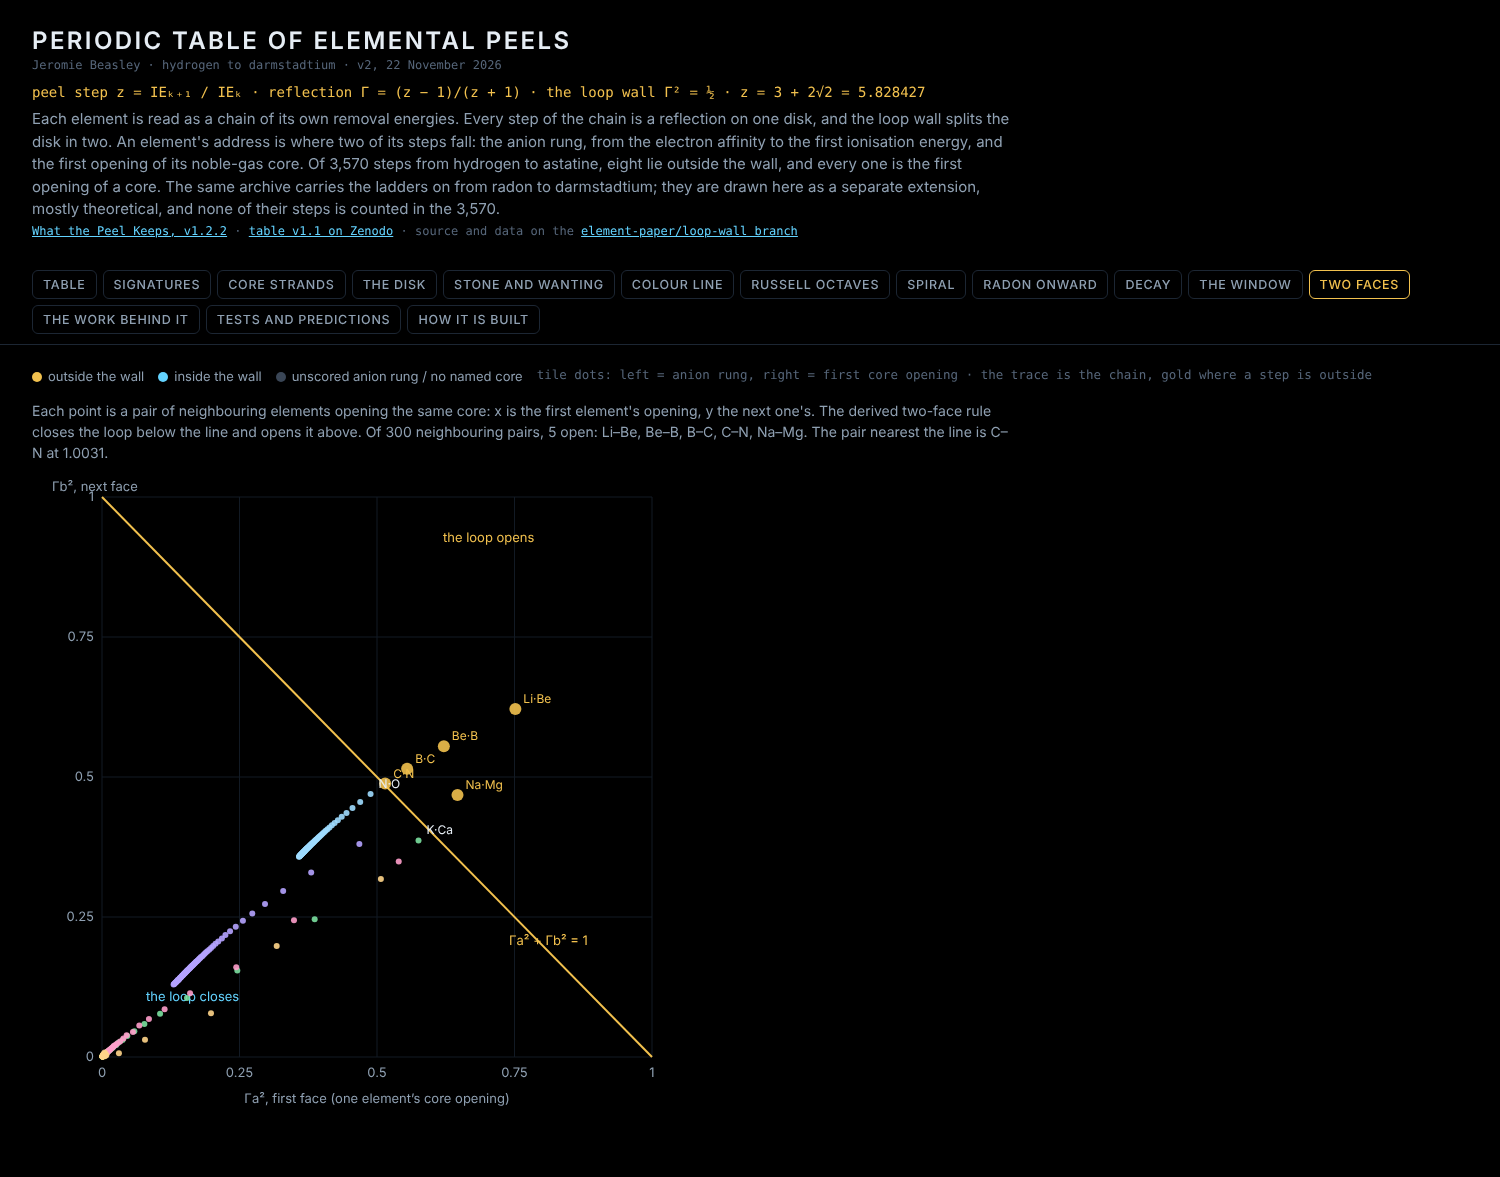 PERIODIC TABLE OF ELEMENTAL PEELS
Jeromie Beasley · hydrogen to darmstadtium · v2, 22 November 2026
peel step z = IEₖ₊₁ / IEₖ · reflection Γ = (z − 1)/(z + 1) · the loop wall Γ² = ½ · z = 3 + 2√2 = 5.828427
Each element is read as a chain of its own removal energies. Every step of the chain is a reflection on one disk, and the loop wall splits the
disk in two. An element's address is where two of its steps fall: the anion rung, from the electron affinity to the first ionisation energy, and
the first opening of its noble-gas core. Of 3,570 steps from hydrogen to astatine, eight lie outside the wall, and every one is the first
opening of a core. The same archive carries the ladders on from radon to darmstadtium; they are drawn here as a separate extension,
mostly theoretical, and none of their steps is counted in the 3,570.
What the Peel Keeps, v1.2.2 · table v1.1 on Zenodo · source and data on the element-paper/loop-wall branch
TABLE SIGNATURES CORE STRANDS THE DISK STONE AND WANTING COLOUR LINE RUSSELL OCTAVES SPIRAL RADON ONWARD DECAY THE WINDOW TWO FACES
THE WORK BEHIND IT TESTS AND PREDICTIONS HOW IT IS BUILT
outside the wall inside the wall unscored anion rung / no named core tile dots: left = anion rung, right = first core opening · the trace is the chain, gold where a step is outside
Each point is a pair of neighbouring elements opening the same core: x is the first element's opening, y the next one's. The derived two-face rule
closes the loop below the line and opens it above. Of 300 neighbouring pairs, 5 open: Li–Be, Be–B, B–C, C–N, Na–Mg. The pair nearest the line is C–
N at 1.0031.
Γb², next face
1
the loop opens
0.75
Li·Be
Be·B
B·C
C·N
0.5
N·O
Na·Mg
K·Ca
0.25
Γa² + Γb² = 1
the loop closes
0
0 0.25 0.5 0.75 1
Γa², first face (one element's core opening)